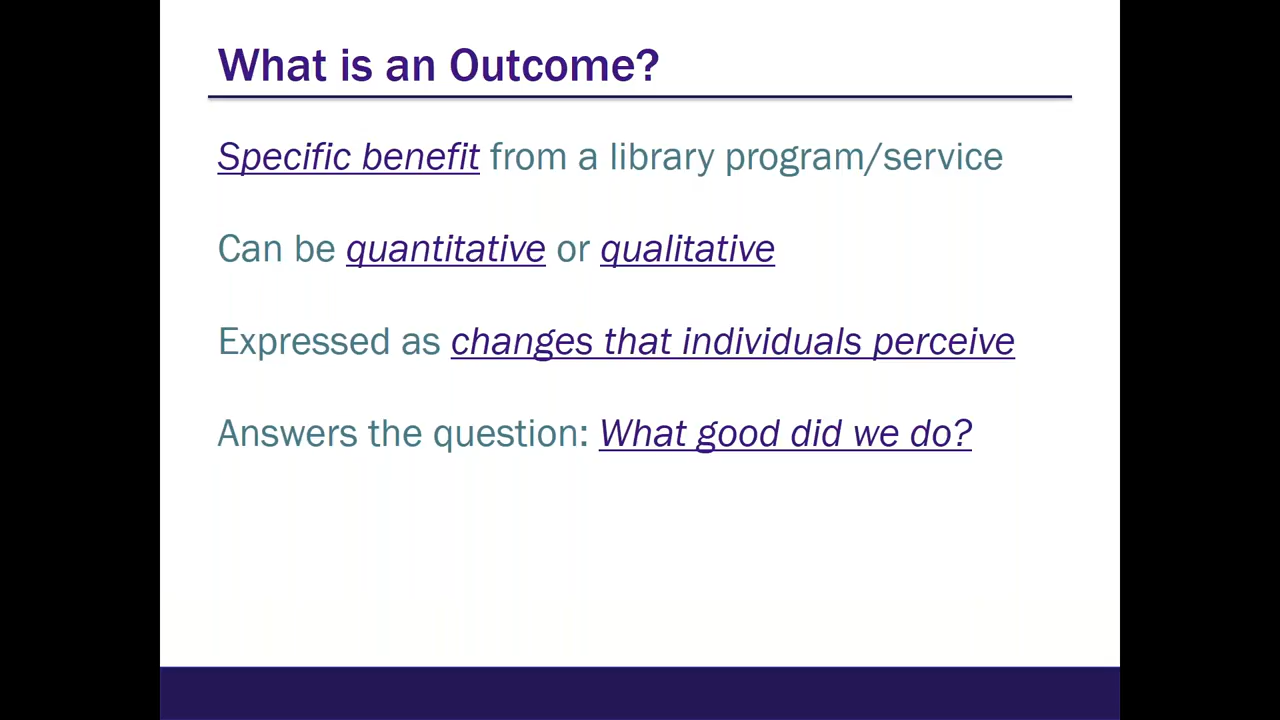 What is an Outcome?
Specific benefit from a library program/service
Can be quantitative or qualitative
Expressed as changes that individuals perceive
Answers the question: What good did we do?